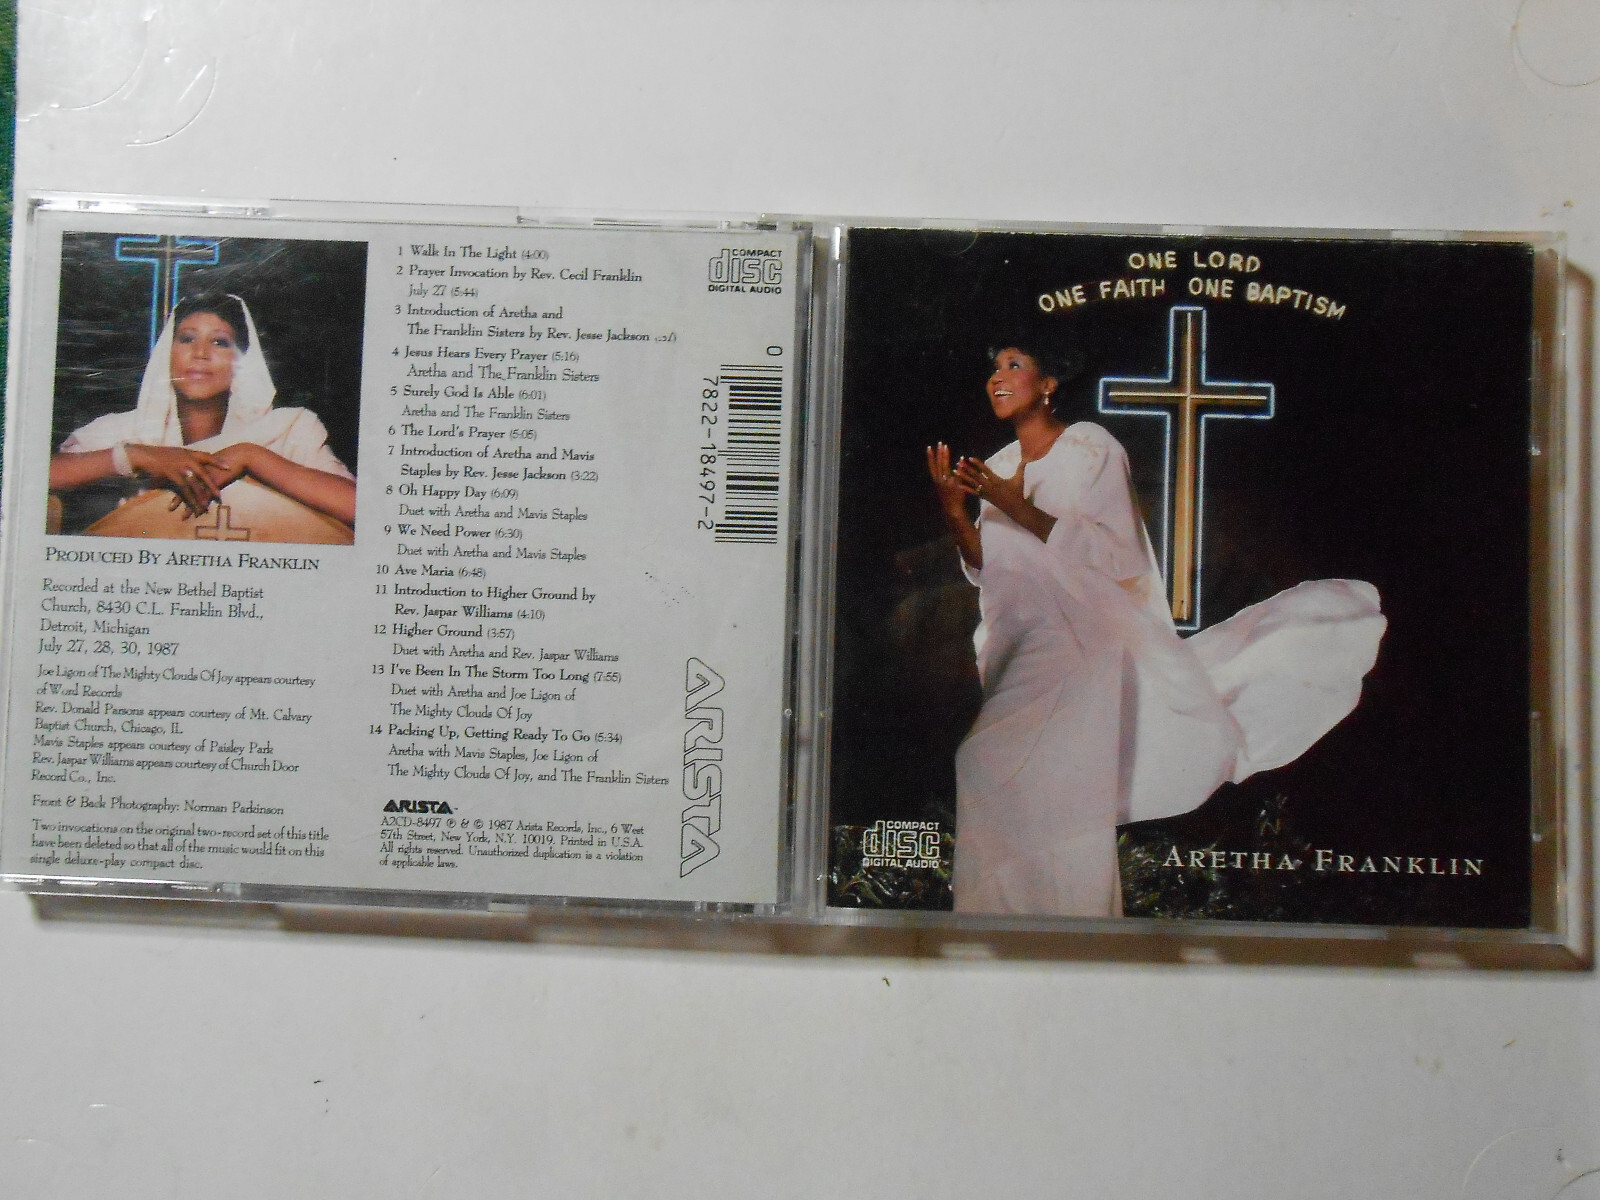 1 Walk In The Light (4:00)
2 Prayer Invocation by Rev. Cecil Franklin
July 27 (5:44)
3 Introduction of Aretha and
The Franklin Sisters by Rev. Jesse Jackson
4 Jesus Hears Every Prayer (5:16)
Aretha and The Franklin Sisters
5 Surely God Is Able (6:01)
Aretha and The Franklin Sisters
6 The Lord's Prayer (5:05)
7 Introduction of Aretha and Mavis
Staples by Rev. Jesse Jackson (3:22)
8 Oh Happy Day (6:09)
Duet with Aretha and Mavis Staples
9 We Need Power (6:30)
Duet with Aretha and Mavis Staples
10 Ave Maria (6:48)
11 Introduction to Higher Ground by
Rev. Jaspar Williams (4:10)
12 Higher Ground (3:57)
Duet with Aretha and Rev. Jaspar Williams
13 I've Been In The Storm Too Long (7:55)
Duet with Aretha and Joe Ligon of
The Mighty Clouds Of Joy
14 Packing Up, Getting Ready To Go (5:34)
Aretha with Mavis Staples, Joe Ligon of
The Mighty Clouds Of Joy, and The Franklin Sisters
ARISTA
A2CD-8497 ℗ & © 1987 Arista Records, Inc., 6 West
57th Street, New York, N.Y. 10019. Printed in U.S.A.
All rights reserved. Unauthorized duplication is a violation
of applicable laws.
PRODUCED BY ARETHA FRANKLIN
Recorded at the New Bethel Baptist
Church, 8430 C.L. Franklin Blvd.,
Detroit, Michigan
July 27, 28, 30, 1987
Joe Ligon of The Mighty Clouds Of Joy appears courtesy
of Word Records
Rev. Donald Parsons appears courtesy of Mt. Calvary
Baptist Church, Chicago, IL
Mavis Staples appears courtesy of Paisley Park
Rev. Jaspar Williams appears courtesy of Church Door
Record Co., Inc.
Front & Back Photography: Norman Parkinson
Two invocations on the original two-record set of this title
have been deleted so that all of the music would fit on this
single deluxe-play compact disc.
COMPACT
disc
DIGITAL AUDIO
0
7822-18497-2
ARISTA
ONE LORD
ONE FAITH ONE BAPTISM
COMPACT
disc
DIGITAL AUDIO
ARETHA FRANKLIN